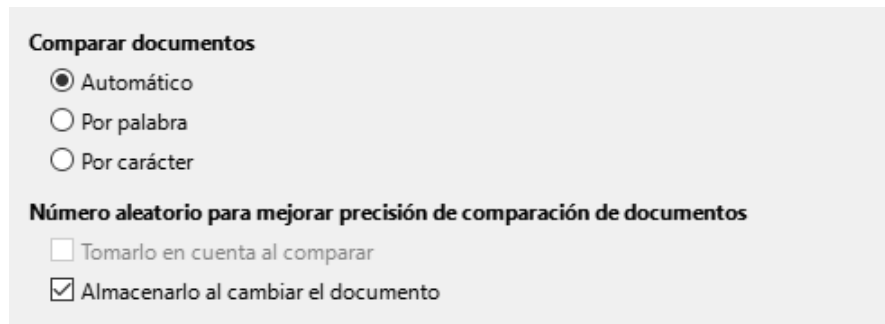 Comparar documentos
Automático
Por palabra
Por carácter
Número aleatorio para mejorar precisión de comparación de documentos
Tomarlo en cuenta al comparar
Almacenarlo al cambiar el documento